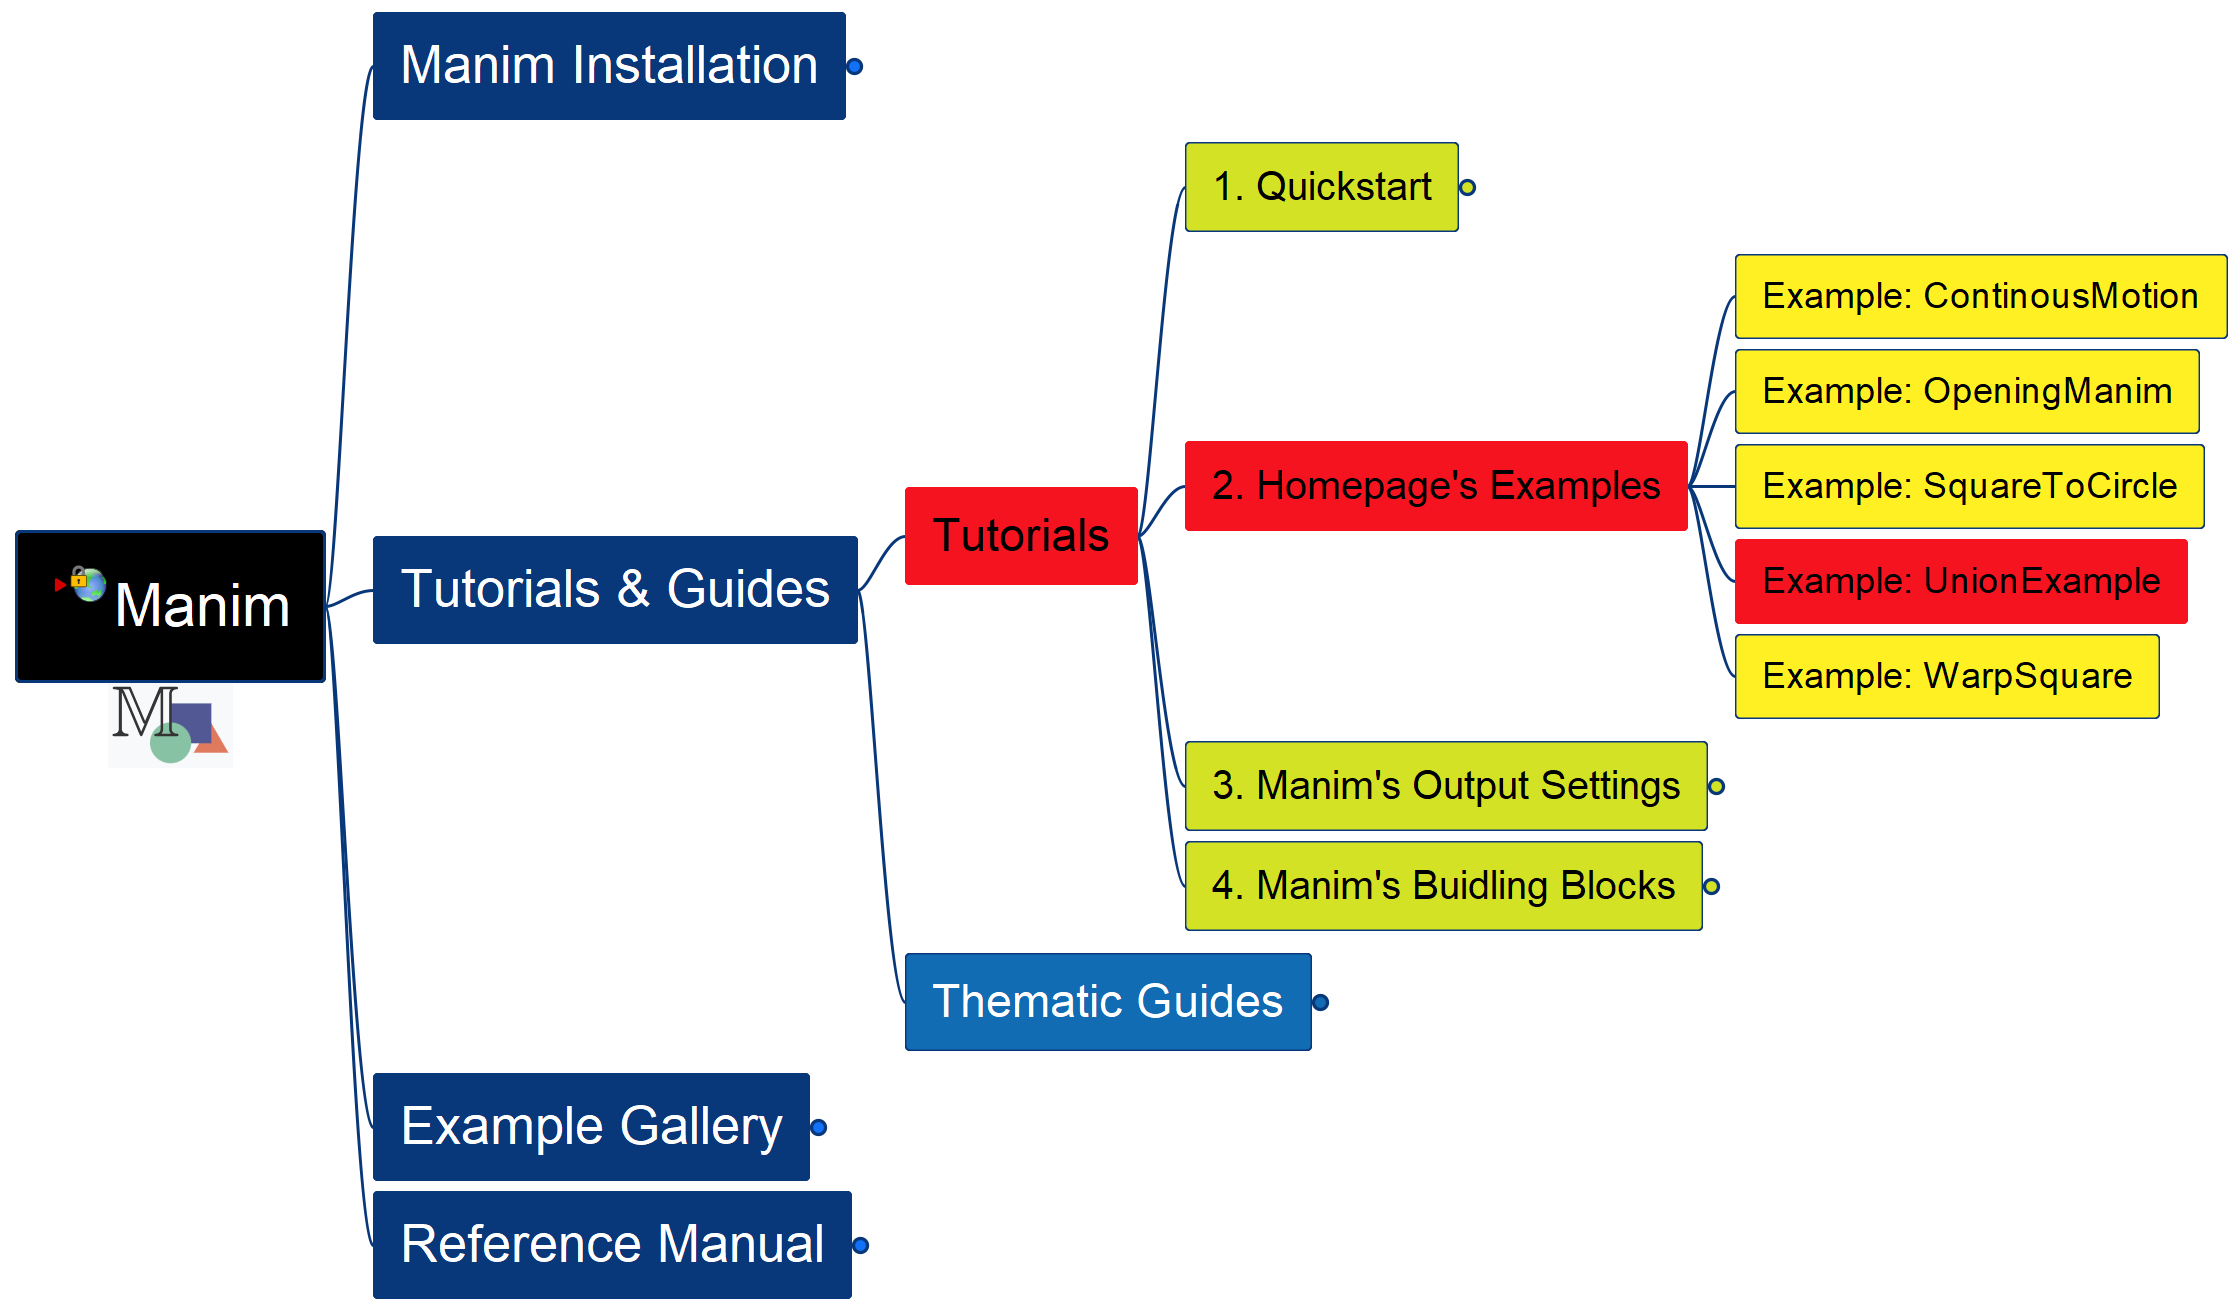 Manim Installation
1. Quickstart
Example: ContinousMotion
Example: OpeningManim
2. Homepage's Examples
Example: SquareToCircle
Tutorials
Example: UnionExample
Manim
Tutorials & Guides
Example: WarpSquare
M
3. Manim's Output Settings
4. Manim's Buidling Blocks
Thematic Guides
Example Gallery
Reference Manual